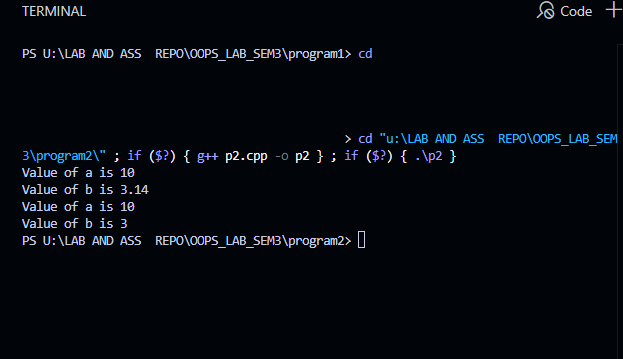 TERMINAL
Code
PS U:\LAB AND ASS  REPO\OOPS_LAB_SEM3\program1> cd
> cd "u:\LAB AND ASS  REPO\OOPS_LAB_SEM
3\program2\" ; if ($?) { g++ p2.cpp -o p2 } ; if ($?) { .\p2 }
Value of a is 10
Value of b is 3.14
Value of a is 10
Value of b is 3
PS U:\LAB AND ASS  REPO\OOPS_LAB_SEM3\program2>